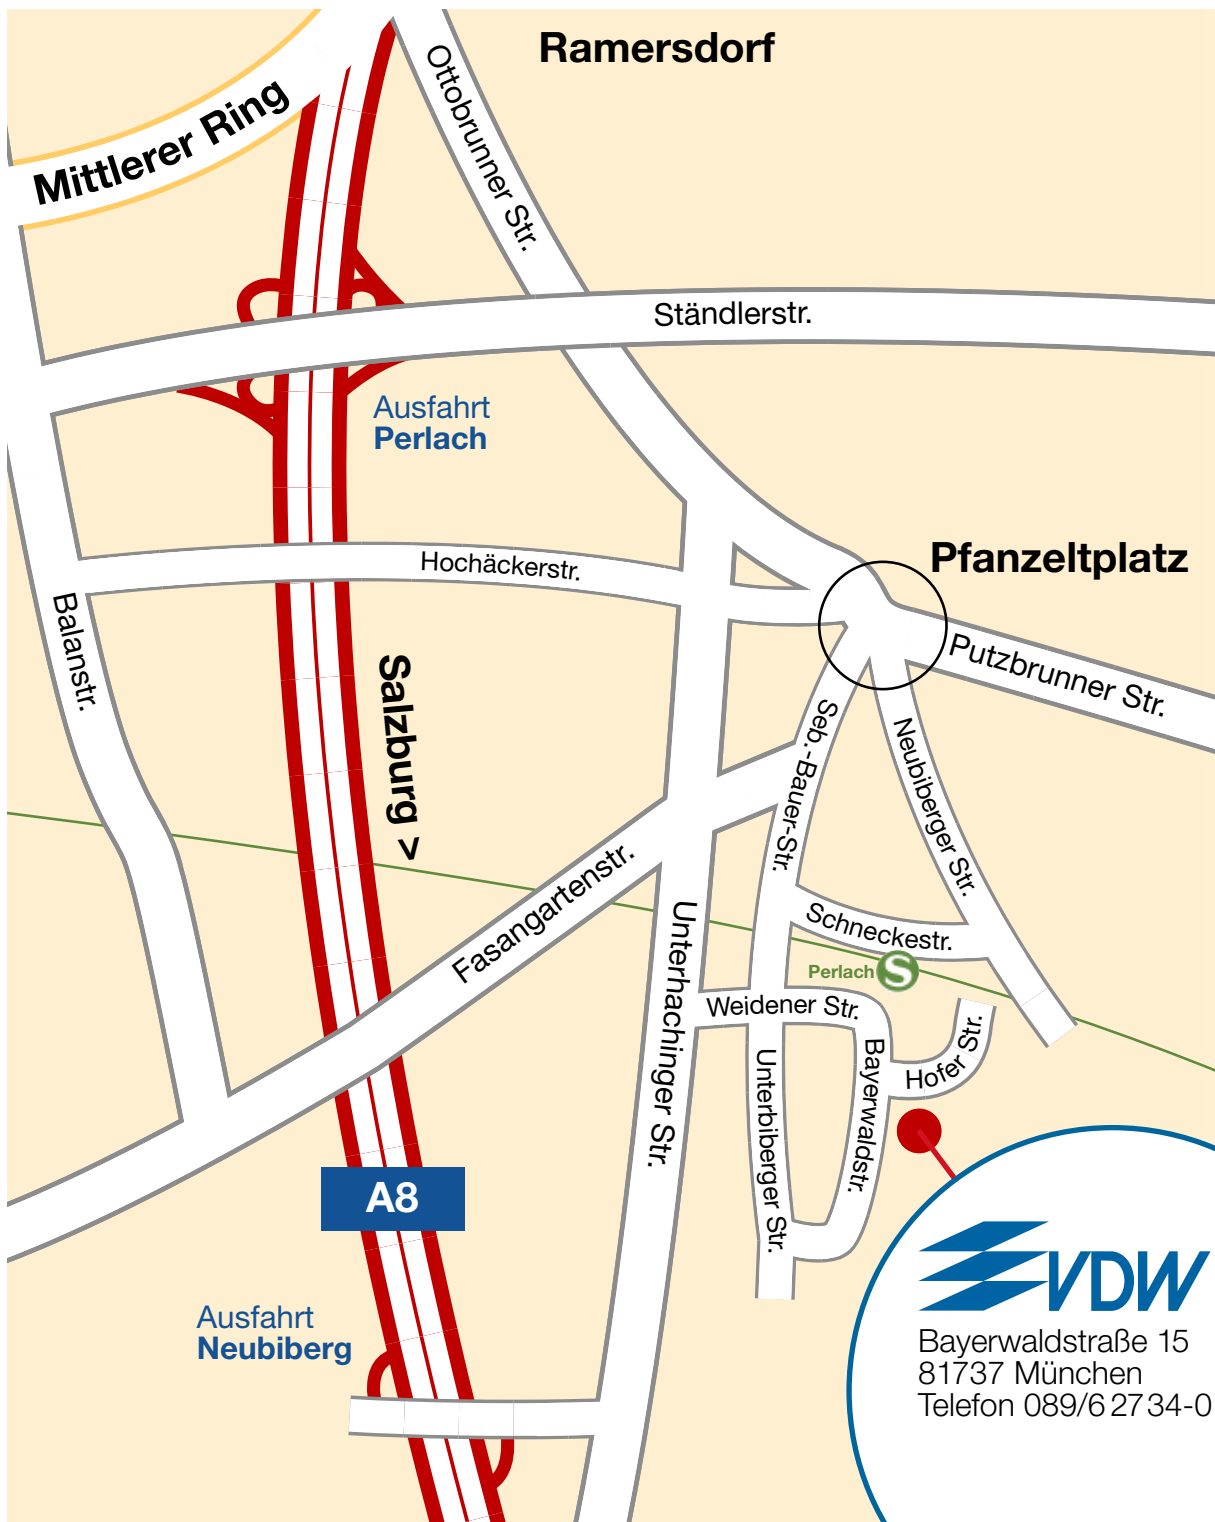 Ramersdorf
Mittlerer Ring
Ottobrunner Str.
Ständlerstr.
Ausfahrt
Perlach
Hochäckerstr.
Pfanzeltplatz
Balanstr.
Salzburg >
Putzbrunner Str.
Seb.-Bauer-Str.
Neubiberger Str.
Fasangartenstr.
Unterhachinger Str.
Schneckestr.
Perlach S
Weidener Str.
Hofer Str.
Bayerwaldstr.
Unterbiberger Str.
A8
Ausfahrt
Neubiberg
VDW
Bayerwaldstraße 15
81737 München
Telefon 089/6 27 34-0